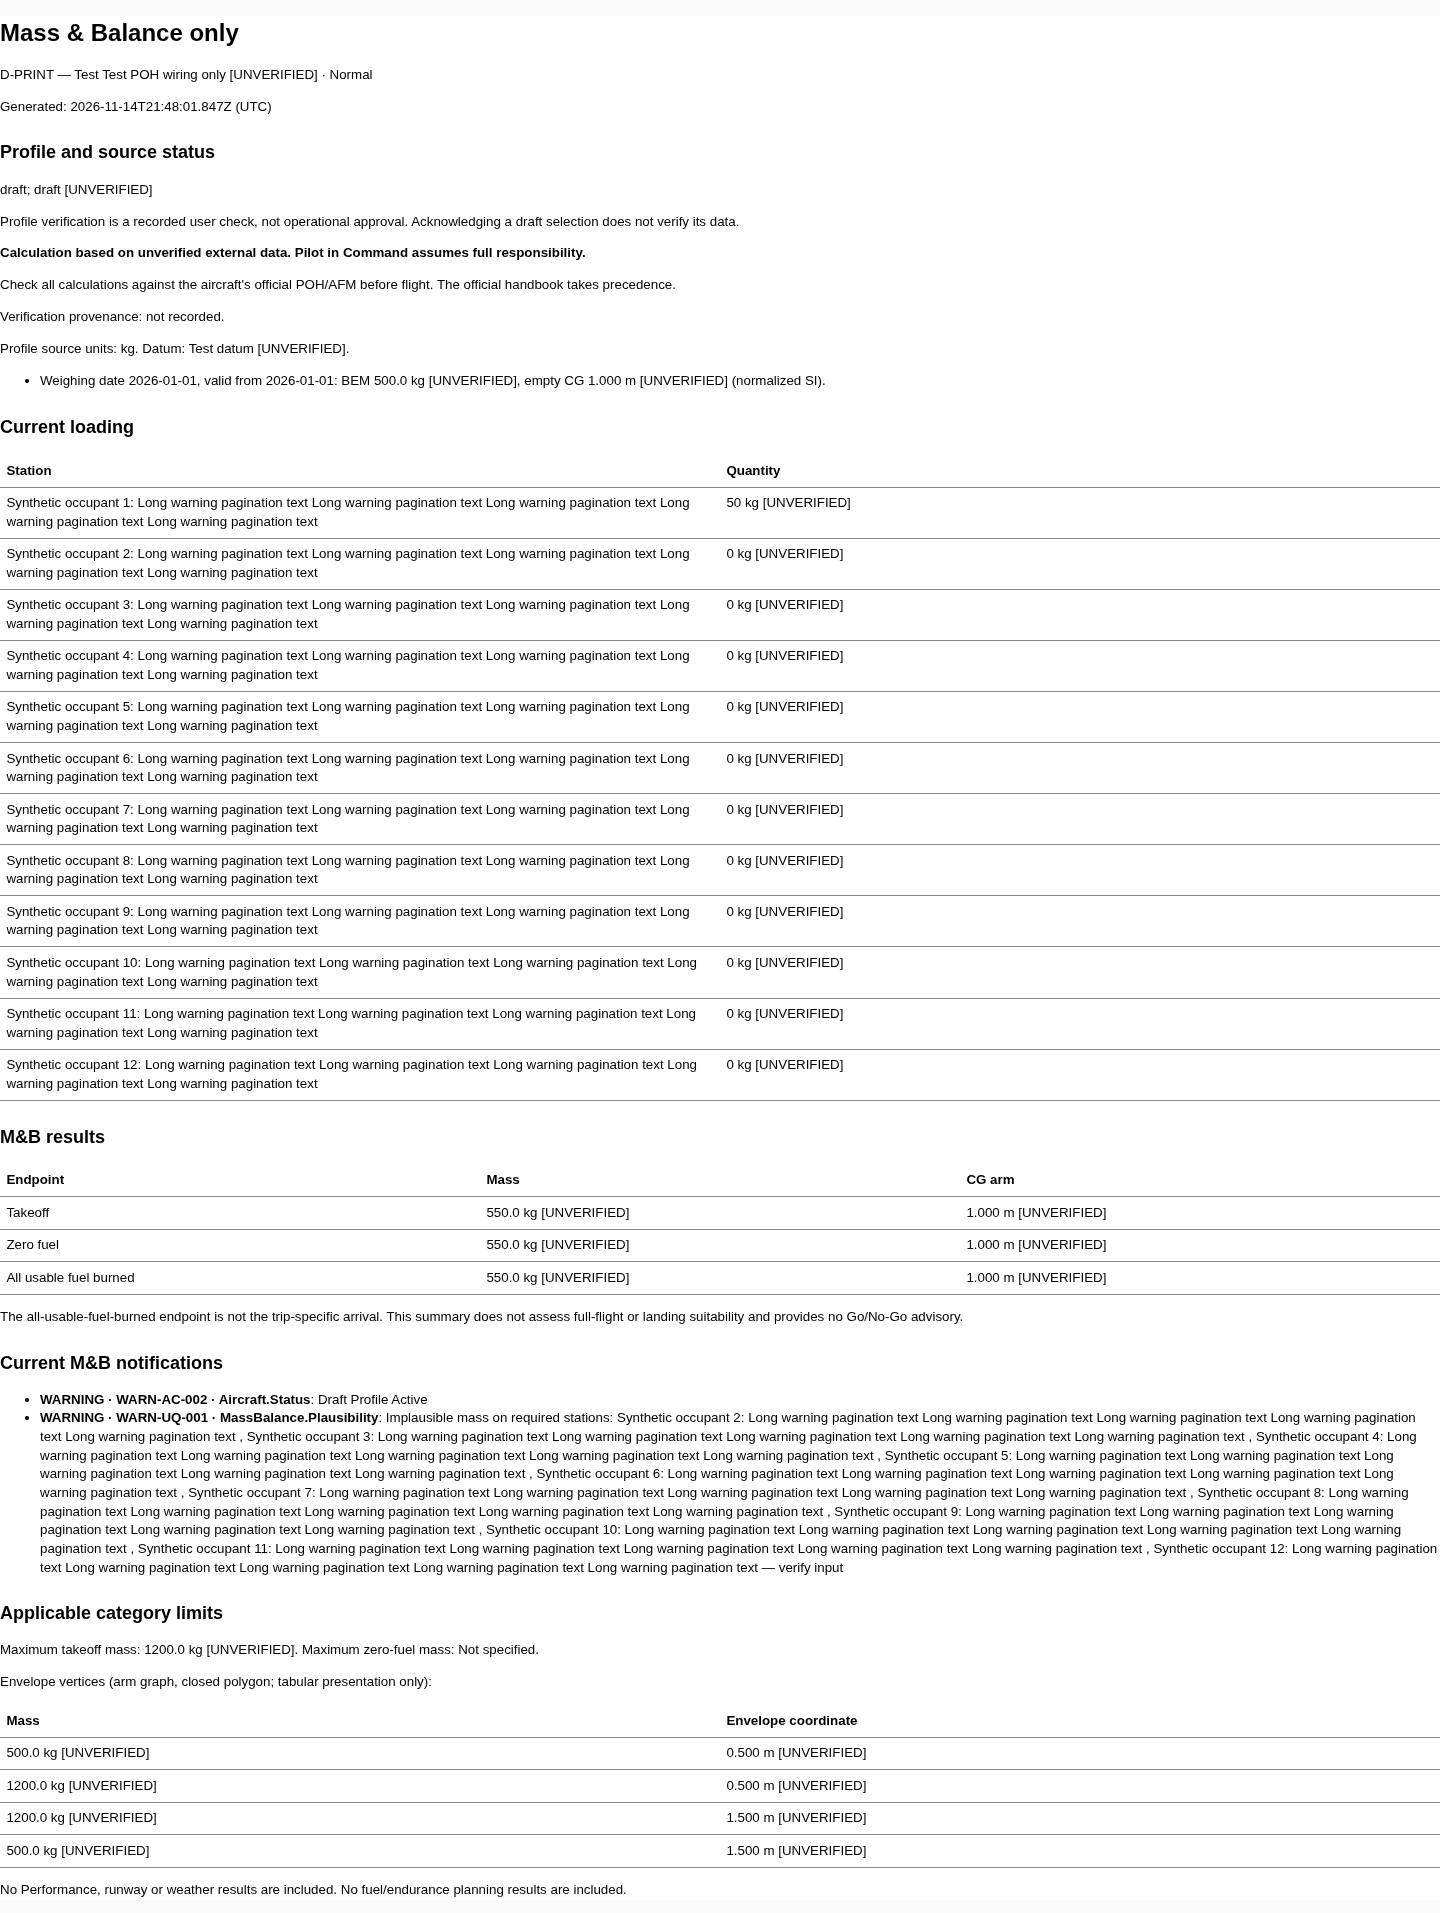 Mass & Balance only
D-PRINT — Test Test POH wiring only [UNVERIFIED] · Normal
Generated: 2026-11-14T21:48:01.847Z (UTC)
Profile and source status
draft; draft [UNVERIFIED]
Profile verification is a recorded user check, not operational approval. Acknowledging a draft selection does not verify its data.
Calculation based on unverified external data. Pilot in Command assumes full responsibility.
Check all calculations against the aircraft's official POH/AFM before flight. The official handbook takes precedence.
Verification provenance: not recorded.
Profile source units: kg. Datum: Test datum [UNVERIFIED].
• Weighing date 2026-01-01, valid from 2026-01-01: BEM 500.0 kg [UNVERIFIED], empty CG 1.000 m [UNVERIFIED] (normalized SI).
Current loading
Station Quantity
Synthetic occupant 1: Long warning pagination text Long warning pagination text Long warning pagination text Long 50 kg [UNVERIFIED]
warning pagination text Long warning pagination text
Synthetic occupant 2: Long warning pagination text Long warning pagination text Long warning pagination text Long 0 kg [UNVERIFIED]
warning pagination text Long warning pagination text
Synthetic occupant 3: Long warning pagination text Long warning pagination text Long warning pagination text Long 0 kg [UNVERIFIED]
warning pagination text Long warning pagination text
Synthetic occupant 4: Long warning pagination text Long warning pagination text Long warning pagination text Long 0 kg [UNVERIFIED]
warning pagination text Long warning pagination text
Synthetic occupant 5: Long warning pagination text Long warning pagination text Long warning pagination text Long 0 kg [UNVERIFIED]
warning pagination text Long warning pagination text
Synthetic occupant 6: Long warning pagination text Long warning pagination text Long warning pagination text Long 0 kg [UNVERIFIED]
warning pagination text Long warning pagination text
Synthetic occupant 7: Long warning pagination text Long warning pagination text Long warning pagination text Long 0 kg [UNVERIFIED]
warning pagination text Long warning pagination text
Synthetic occupant 8: Long warning pagination text Long warning pagination text Long warning pagination text Long 0 kg [UNVERIFIED]
warning pagination text Long warning pagination text
Synthetic occupant 9: Long warning pagination text Long warning pagination text Long warning pagination text Long 0 kg [UNVERIFIED]
warning pagination text Long warning pagination text
Synthetic occupant 10: Long warning pagination text Long warning pagination text Long warning pagination text Long 0 kg [UNVERIFIED]
warning pagination text Long warning pagination text
Synthetic occupant 11: Long warning pagination text Long warning pagination text Long warning pagination text Long 0 kg [UNVERIFIED]
warning pagination text Long warning pagination text
Synthetic occupant 12: Long warning pagination text Long warning pagination text Long warning pagination text Long 0 kg [UNVERIFIED]
warning pagination text Long warning pagination text
M&B results
Endpoint Mass CG arm
Takeoff 550.0 kg [UNVERIFIED] 1.000 m [UNVERIFIED]
Zero fuel 550.0 kg [UNVERIFIED] 1.000 m [UNVERIFIED]
All usable fuel burned 550.0 kg [UNVERIFIED] 1.000 m [UNVERIFIED]
The all-usable-fuel-burned endpoint is not the trip-specific arrival. This summary does not assess full-flight or landing suitability and provides no Go/No-Go advisory.
Current M&B notifications
• WARNING · WARN-AC-002 · Aircraft.Status: Draft Profile Active
• WARNING · WARN-UQ-001 · MassBalance.Plausibility: Implausible mass on required stations: Synthetic occupant 2: Long warning pagination text Long warning pagination text Long warning pagination text Long warning pagination
text Long warning pagination text , Synthetic occupant 3: Long warning pagination text Long warning pagination text Long warning pagination text Long warning pagination text Long warning pagination text , Synthetic occupant 4: Long
warning pagination text Long warning pagination text Long warning pagination text Long warning pagination text Long warning pagination text , Synthetic occupant 5: Long warning pagination text Long warning pagination text Long
warning pagination text Long warning pagination text Long warning pagination text , Synthetic occupant 6: Long warning pagination text Long warning pagination text Long warning pagination text Long warning pagination text Long
warning pagination text , Synthetic occupant 7: Long warning pagination text Long warning pagination text Long warning pagination text Long warning pagination text Long warning pagination text , Synthetic occupant 8: Long warning
pagination text Long warning pagination text Long warning pagination text Long warning pagination text Long warning pagination text , Synthetic occupant 9: Long warning pagination text Long warning pagination text Long warning
pagination text Long warning pagination text Long warning pagination text , Synthetic occupant 10: Long warning pagination text Long warning pagination text Long warning pagination text Long warning pagination text Long warning
pagination text , Synthetic occupant 11: Long warning pagination text Long warning pagination text Long warning pagination text Long warning pagination text Long warning pagination text , Synthetic occupant 12: Long warning pagination
text Long warning pagination text Long warning pagination text Long warning pagination text Long warning pagination text — verify input
Applicable category limits
Maximum takeoff mass: 1200.0 kg [UNVERIFIED]. Maximum zero-fuel mass: Not specified.
Envelope vertices (arm graph, closed polygon; tabular presentation only):
Mass Envelope coordinate
500.0 kg [UNVERIFIED] 0.500 m [UNVERIFIED]
1200.0 kg [UNVERIFIED] 0.500 m [UNVERIFIED]
1200.0 kg [UNVERIFIED] 1.500 m [UNVERIFIED]
500.0 kg [UNVERIFIED] 1.500 m [UNVERIFIED]
No Performance, runway or weather results are included. No fuel/endurance planning results are included.